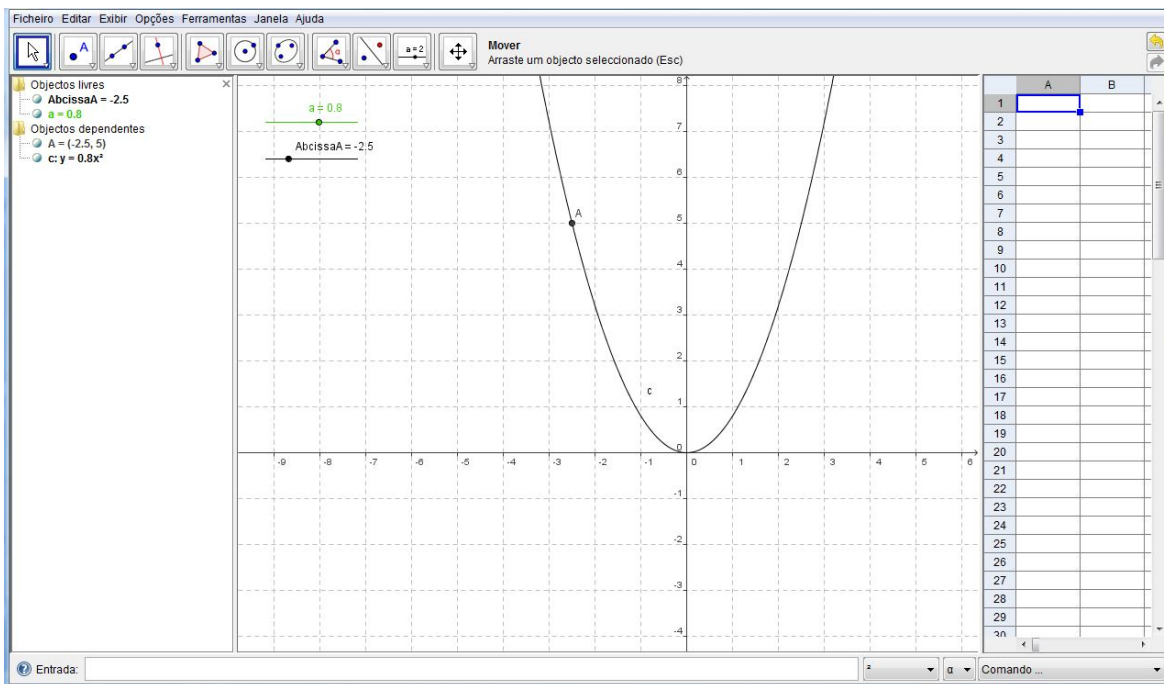 Ficheiro Editar Exibir Opções Ferramentas Janela Ajuda
A
α
a=2
Mover
Arraste um objecto seleccionado (Esc)
Objectos livres
AbcissaA = -2.5
a = 0.8
Objectos dependentes
A = (-2.5, 5)
c: y = 0.8x²
a = 0.8
AbcissaA = -2.5
8
7
6
5
4
3
2
1
0
-1
-2
-3
-4
A
c
-9 -8 -7 -6 -5 -4 -3 -2 -1 0 1 2 3 4 5 6
A B
1
2
3
4
5
6
7
8
9
10
11
12
13
14
15
16
17
18
19
20
21
22
23
24
25
26
27
28
29
30
Entrada: ² α Comando ...